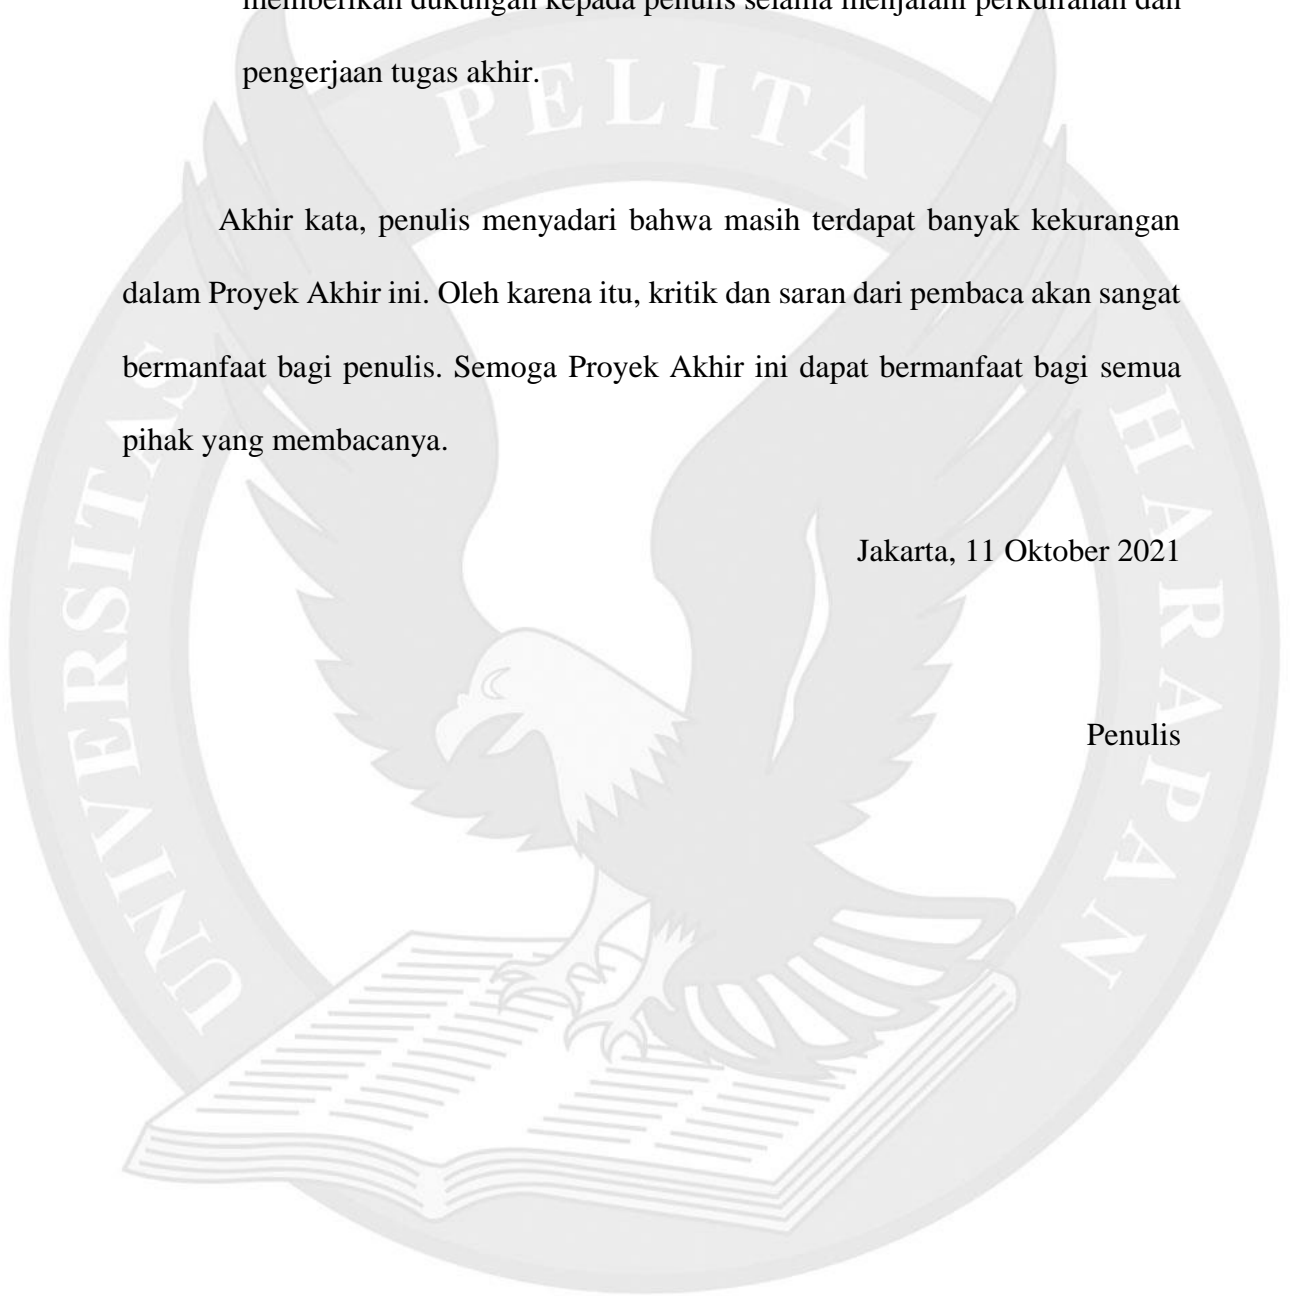 memberikan dukungan kepada penulis selama menjalani perkuliahan dan
pengerjaan tugas akhir.
Akhir kata, penulis menyadari bahwa masih terdapat banyak kekurangan
dalam Proyek Akhir ini. Oleh karena itu, kritik dan saran dari pembaca akan sangat
bermanfaat bagi penulis. Semoga Proyek Akhir ini dapat bermanfaat bagi semua
pihak yang membacanya.
Jakarta, 11 Oktober 2021
Penulis
UNIVERSITAS PELITA HARAPAN